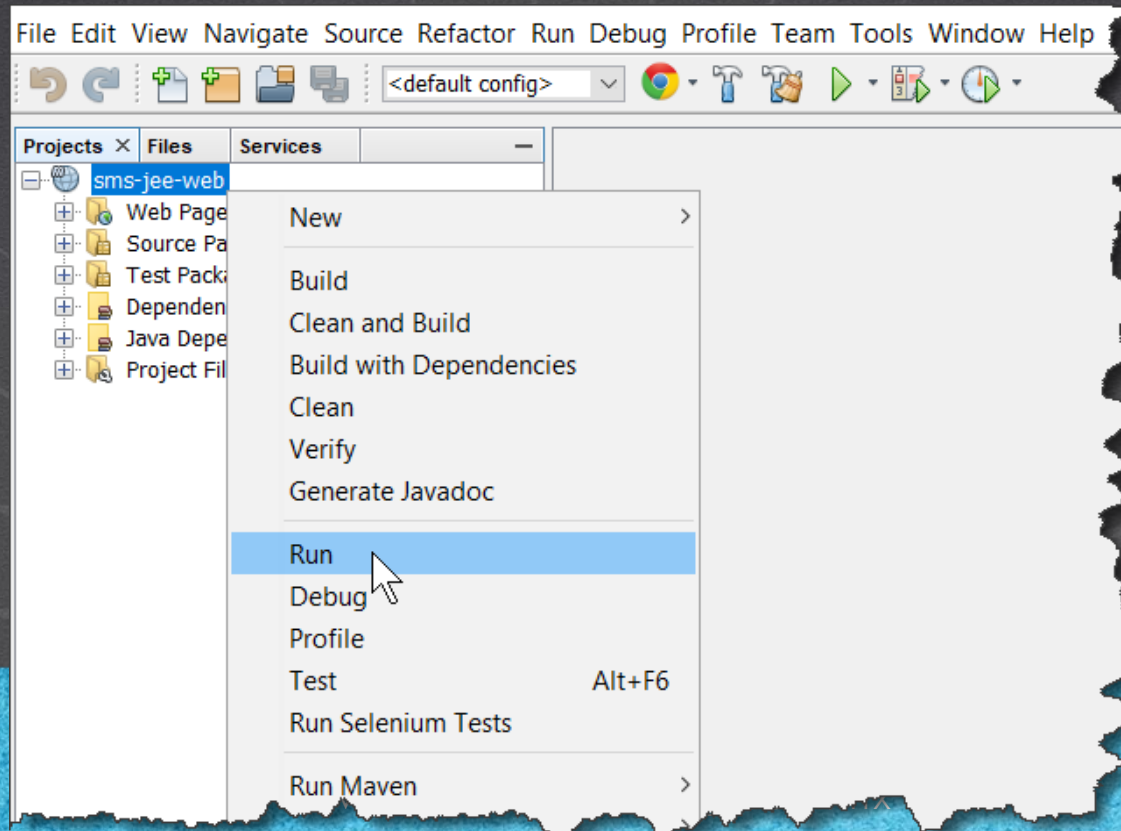 File Edit View Navigate Source Refactor Run Debug Profile Team Tools Window Help
<default config>
Projects Files Services
sms-jee-web
Web Page
Source Pa
Test Packa
Dependen
Java Depe
Project Fil
New
Build
Clean and Build
Build with Dependencies
Clean
Verify
Generate Javadoc
Run
Debug
Profile
Test Alt+F6
Run Selenium Tests
Run Maven